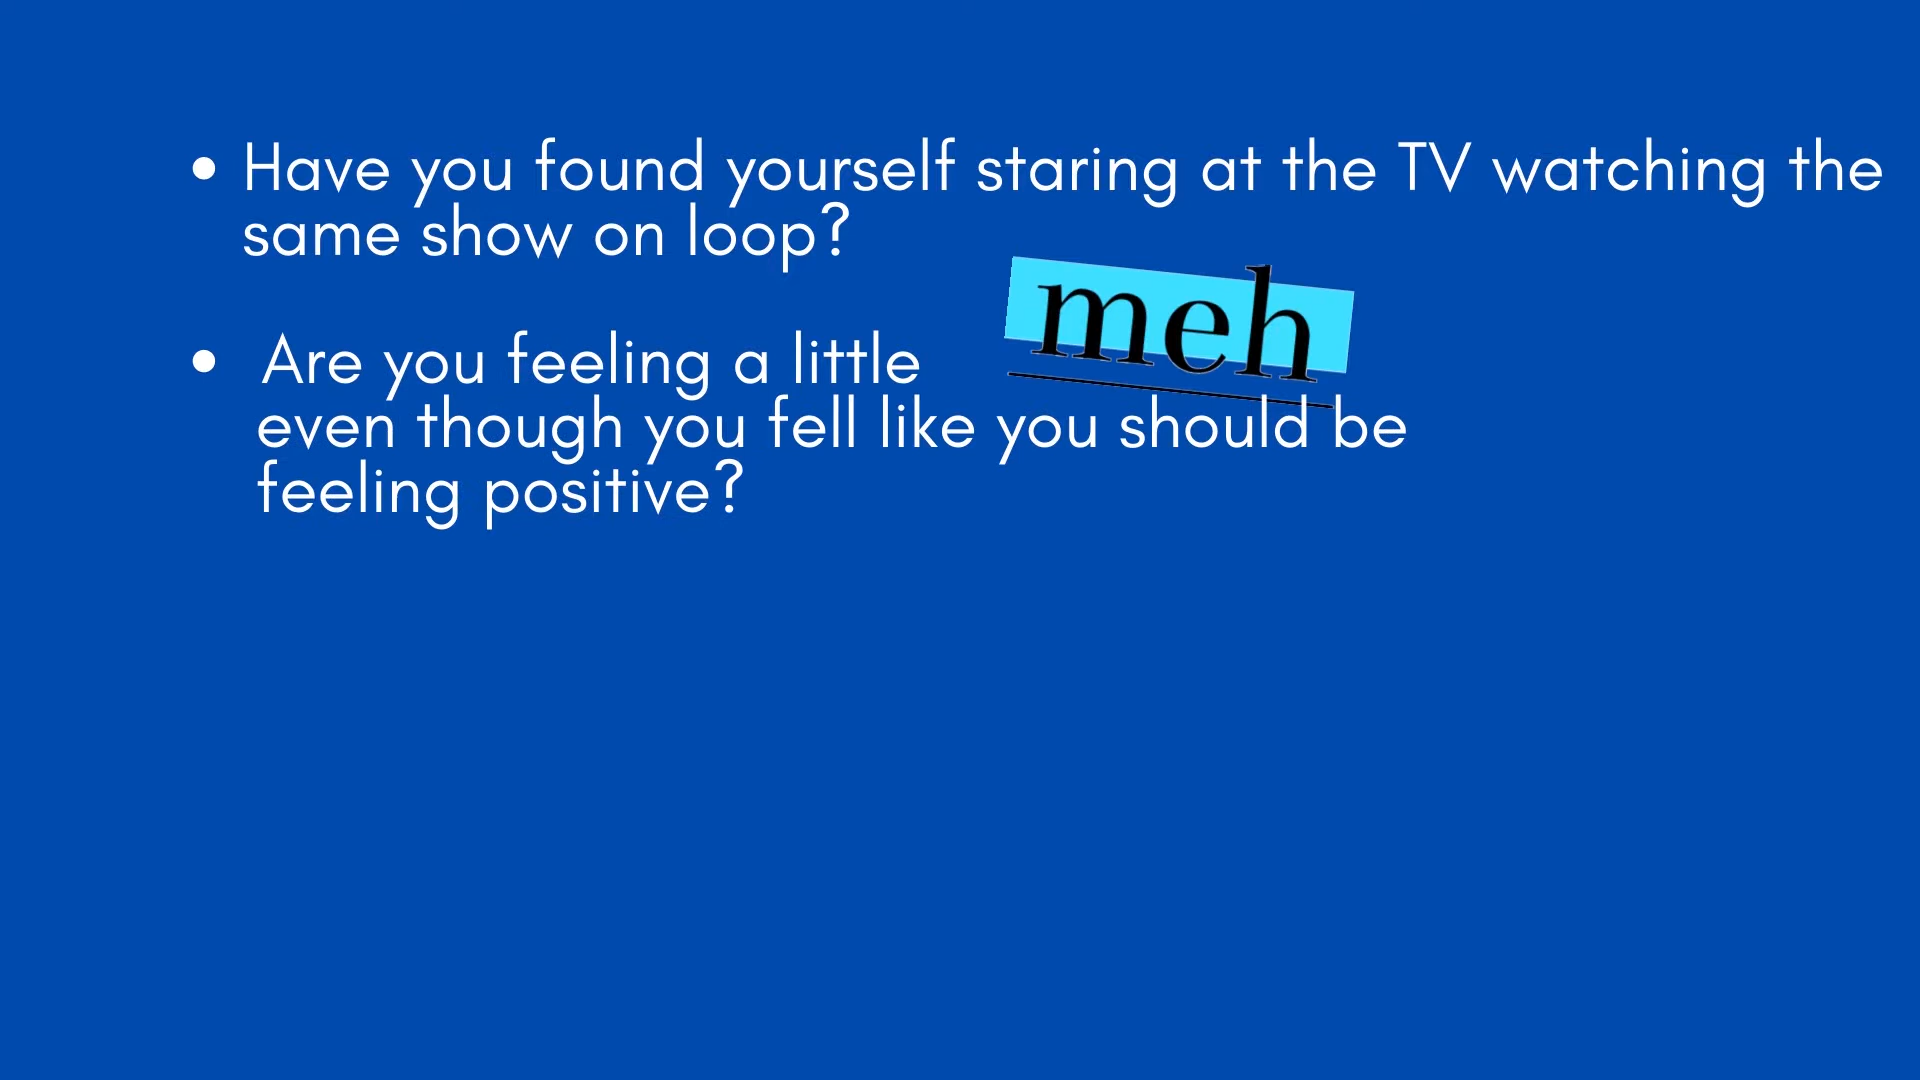 • Have you found yourself staring at the TV watching the
same show on loop?
• Are you feeling a little meh
even though you fell like you should be
feeling positive?